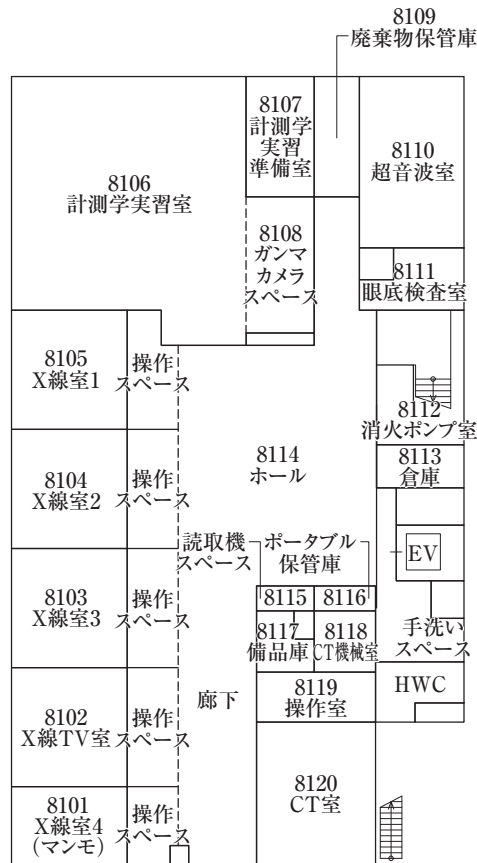 8109
廃棄物保管庫
8107
計測学
実習
準備室
8106
計測学実習室
8110
超音波室
8108
ガンマ
カメラ
スペース
8111
眼底検査室
8105
X線室1
操作
スペース
8112
消火ポンプ室
8104
X線室2
操作
スペース
8114
ホール
8113
倉庫
読取機
スペース
ポータブル
保管庫
EV
8103
X線室3
操作
スペース
8115
8116
8117
備品庫
8118
CT機械室
手洗い
スペース
8102
X線TV室
操作
スペース
廊下
8119
操作室
HWC
8101
X線室4
(マンモ)
操作
スペース
8120
CT室